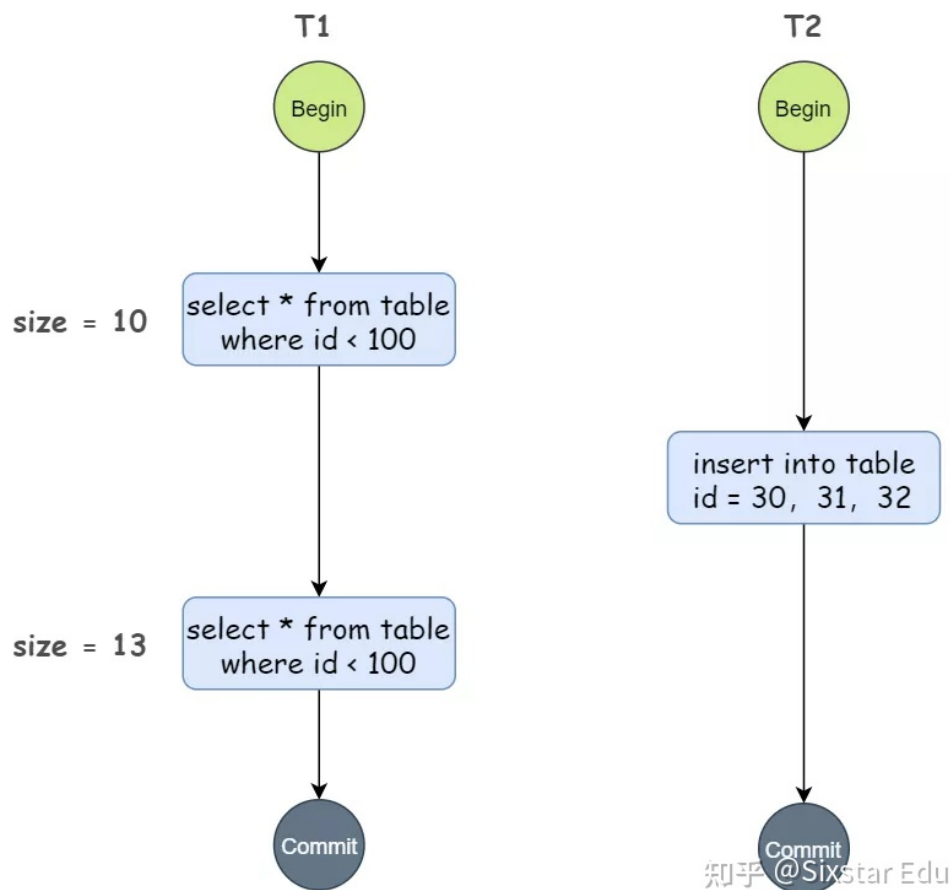 T1
T2
Begin
Begin
size = 10
select * from table
where id < 100
insert into table
id = 30, 31, 32
size = 13
select * from table
where id < 100
Commit
Commit
知乎 @Sixstar Edu